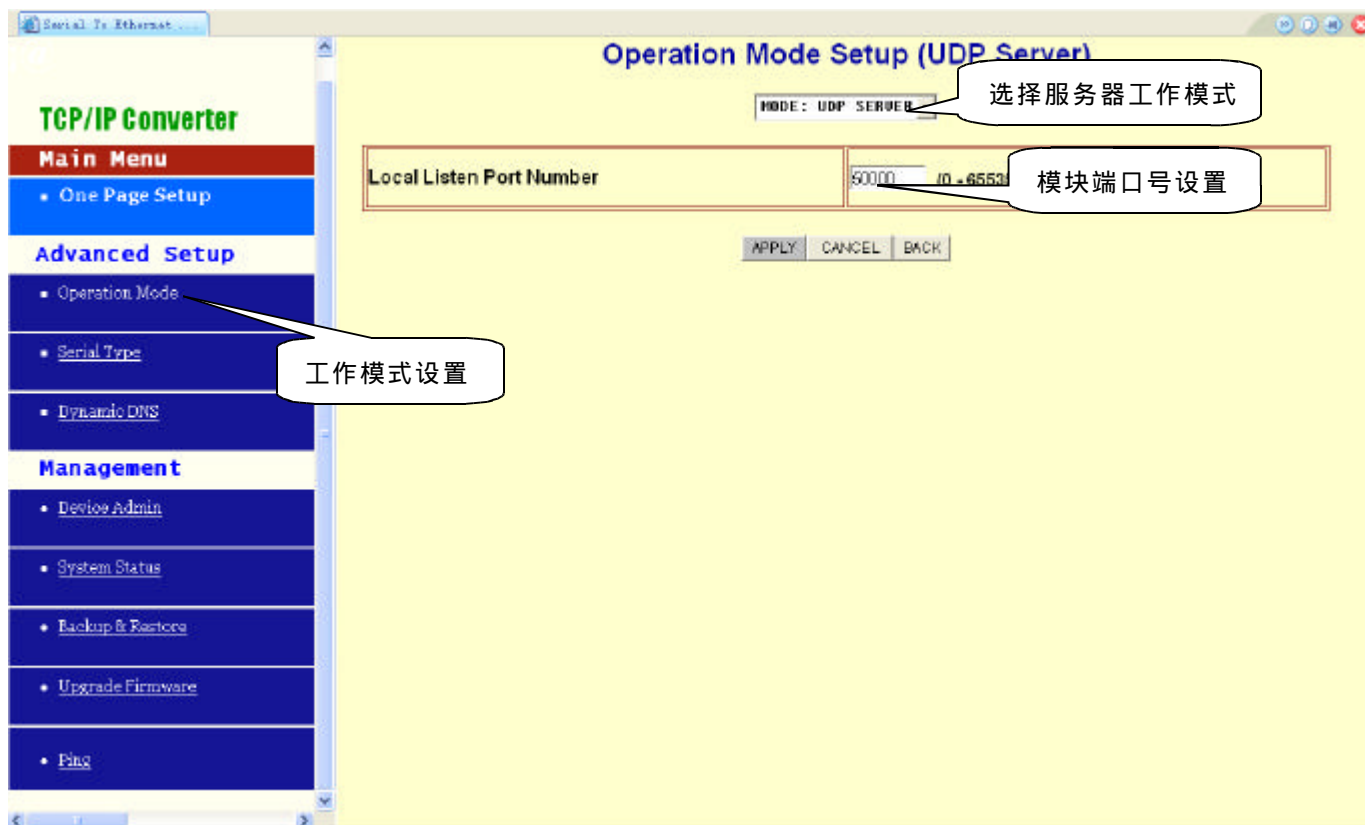 Serial To Ethernet ...
Operation Mode Setup (UDP Server)
选择服务器工作模式
MODE: UDP SERVER
TCP/IP Converter
Main Menu
One Page Setup
Local Listen Port Number
(0 - 6553
模块端口号设置
APPLY CANCEL BACK
Advanced Setup
Operation Mode
工作模式设置
Serial Type
Dynamic DNS
Management
Device Admin
System Status
Backup & Restore
Upgrade Firmware
Ping